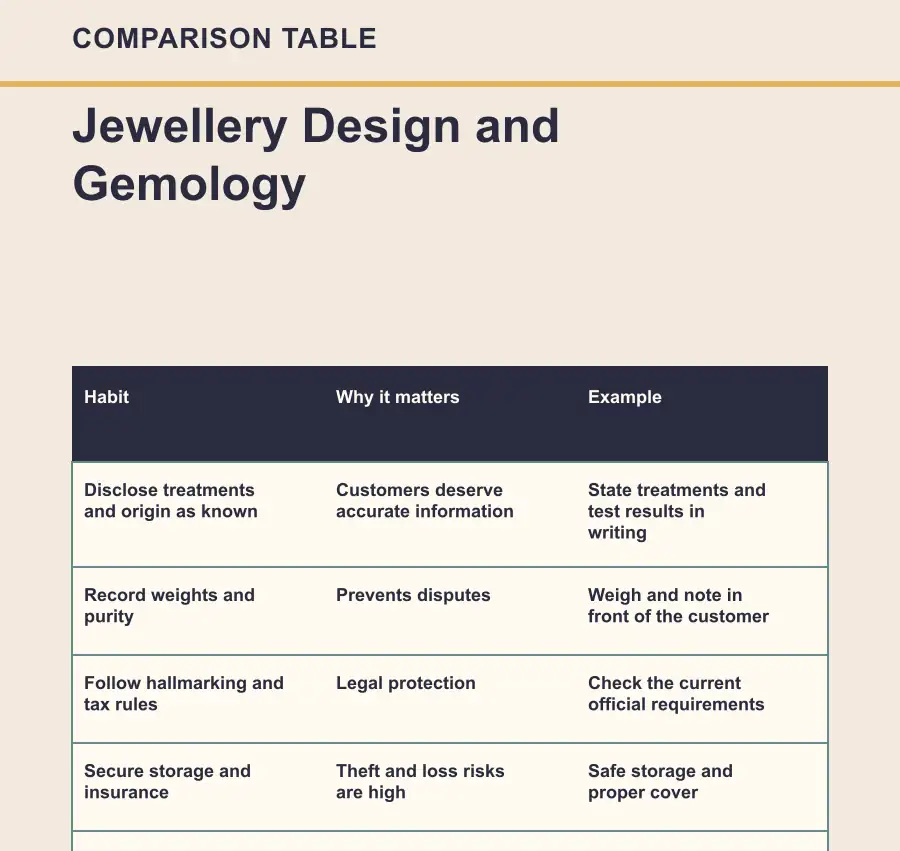 COMPARISON TABLE
Jewellery Design and
Gemology
Habit
Why it matters
Example
Disclose treatments
and origin as known
Customers deserve
accurate information
State treatments and
test results in
writing
Record weights and
purity
Prevents disputes
Weigh and note in
front of the customer
Follow hallmarking and
tax rules
Legal protection
Check the current
official requirements
Secure storage and
insurance
Theft and loss risks
are high
Safe storage and
proper cover